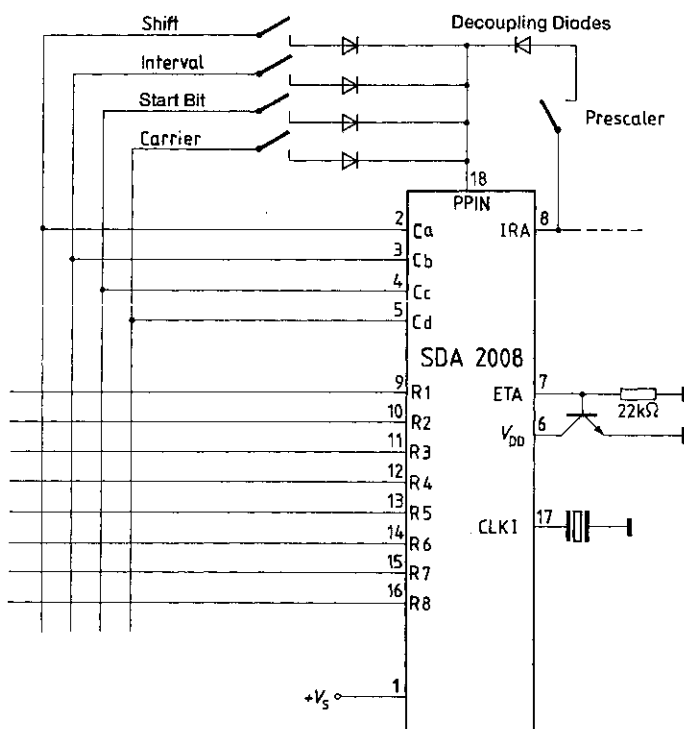 Shift
Decoupling Diodes
Interval
Start Bit
Prescaler
Carrier
18
PPIN
2 Ca
IRA 8
3 Cb
4 Cc
5 Cd
SDA 2008
9 R1
ETA 7
22kΩ
10 R2
VDD 6
11 R3
12 R4
13 R5
CLKI 17
14 R6
15 R7
16 R8
+Vs 1